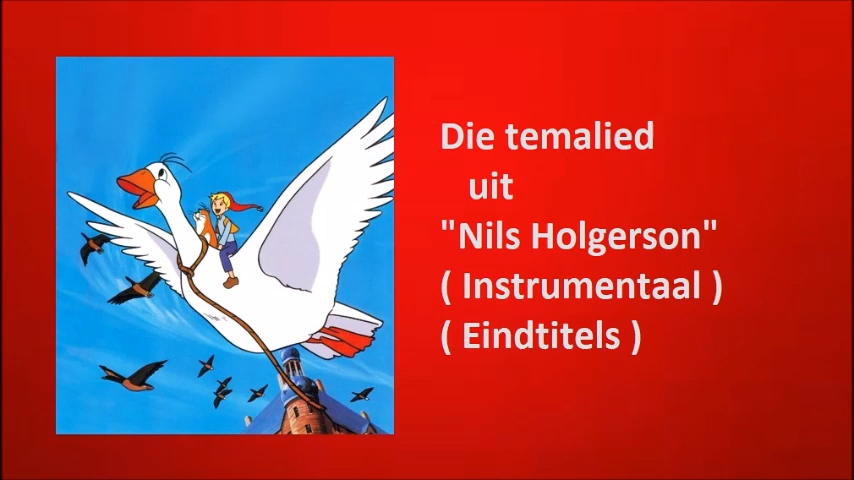 Die temalied
uit
"Nils Holgerson"
( Instrumentaal )
( Eindtitels )